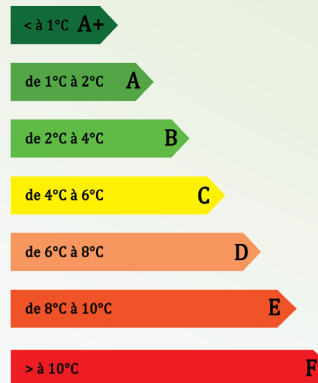 < à 1°C A+
de 1°C à 2°C A
de 2°C à 4°C B
de 4°C à 6°C C
de 6°C à 8°C D
de 8°C à 10°C E
> à 10°C F